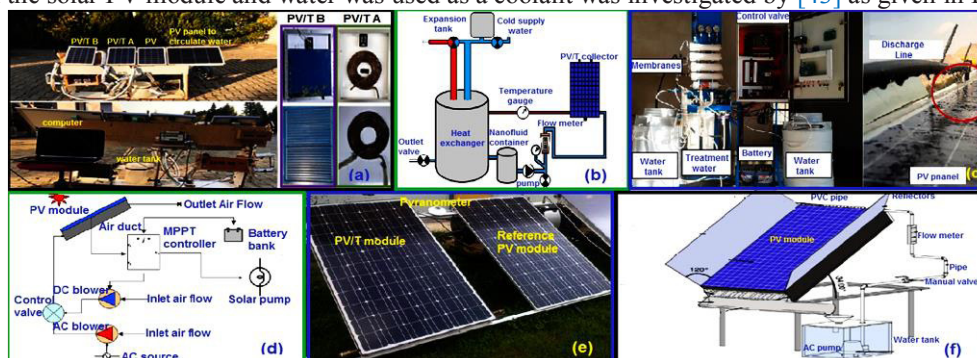 the solar PV module and water was used as a coolant was investigated by [45] as given in
PV/T B
PV/T A
PV
PV panel to
circulate water
computer
water tank
PV/T B
PV/T A
(a)
Expansion
tank
Cold supply
water
PV/T collector
Temperature
gauge
Flow meter
Heat
exchanger
Nanofluid
container
Outlet
valve
pump
(b)
Control valve
Membranes
Water
tank
Treatment
water
Battery
Water
tank
Discharge
Line
PV pnanel
PV module
Outlet Air Flow
Air duct
MPPT
controller
Battery
bank
DC blower
Inlet air flow
Solar pump
Control
valve
AC blower
Inlet air flow
AC source
(d)
Pyranometer
PV/T module
Reference
PV module
(e)
PVC pipe
Reflectors
PV module
Flow meter
Pipe
Manual valve
120°
Water tank
AC pump
(f)